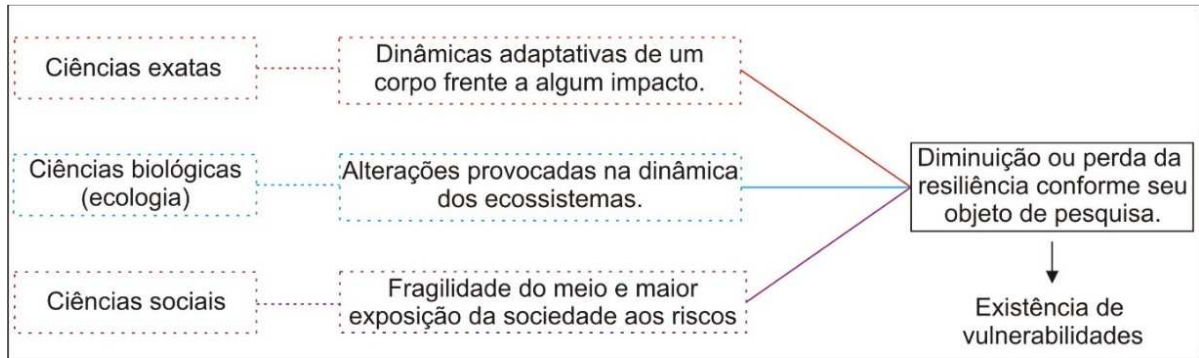 Ciências exatas
Dinâmicas adaptativas de um
corpo frente a algum impacto.
Ciências biológicas
(ecologia)
Alterações provocadas na dinâmica
dos ecossistemas.
Ciências sociais
Fragilidade do meio e maior
exposição da sociedade aos riscos
Diminuição ou perda da
resiliência conforme seu
objeto de pesquisa.
Existência de
vulnerabilidades